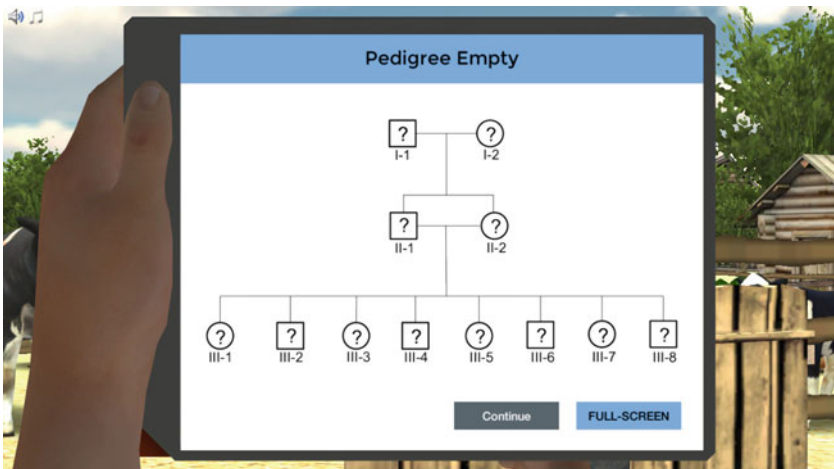 Pedigree Empty
? ?
I-1 I-2
? ?
II-1 II-2
? ? ? ? ? ? ? ?
III-1 III-2 III-3 III-4 III-5 III-6 III-7 III-8
Continue FULL-SCREEN